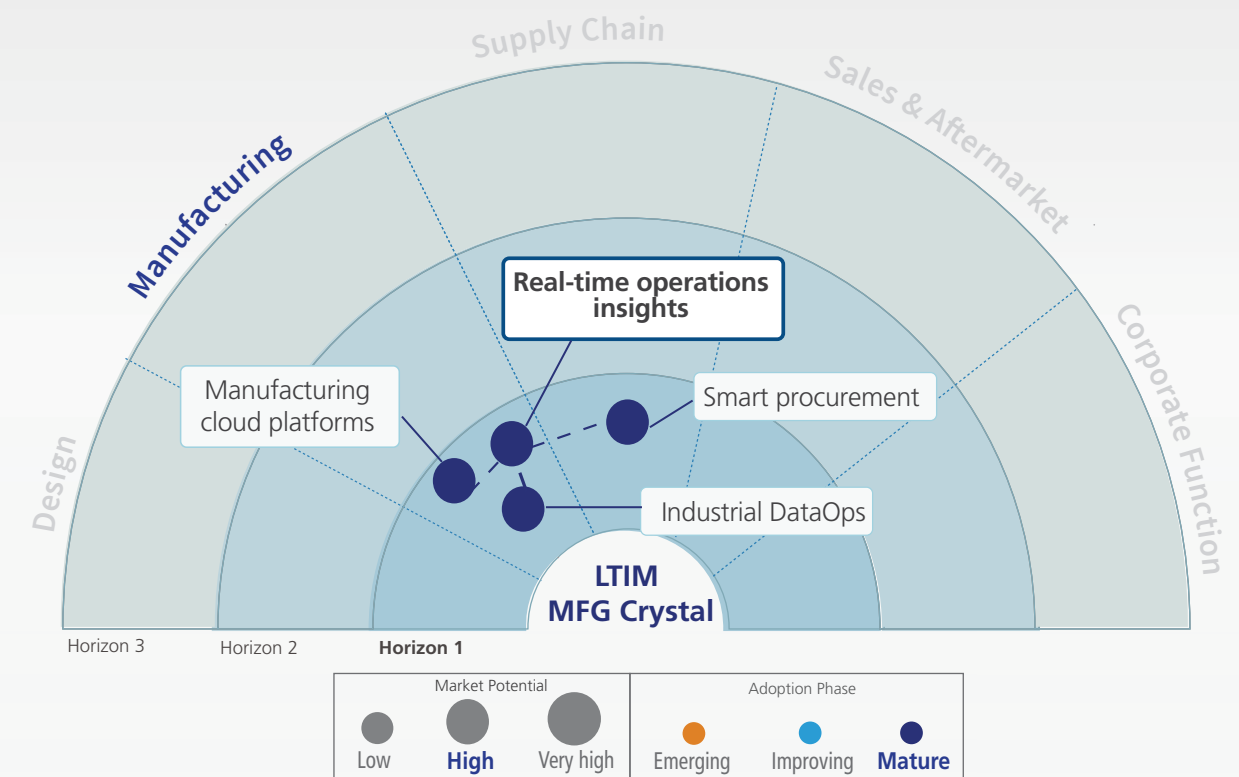 Supply Chain
Sales & Aftermarket
Manufacturing
Real-time operations
insights
Corporate Function
Manufacturing
cloud platforms
Smart procurement
Design
Industrial DataOps
LTIM
MFG Crystal
Horizon 3
Horizon 2
Horizon 1
Market Potential
Low
High
Very high
Adoption Phase
Emerging
Improving
Mature